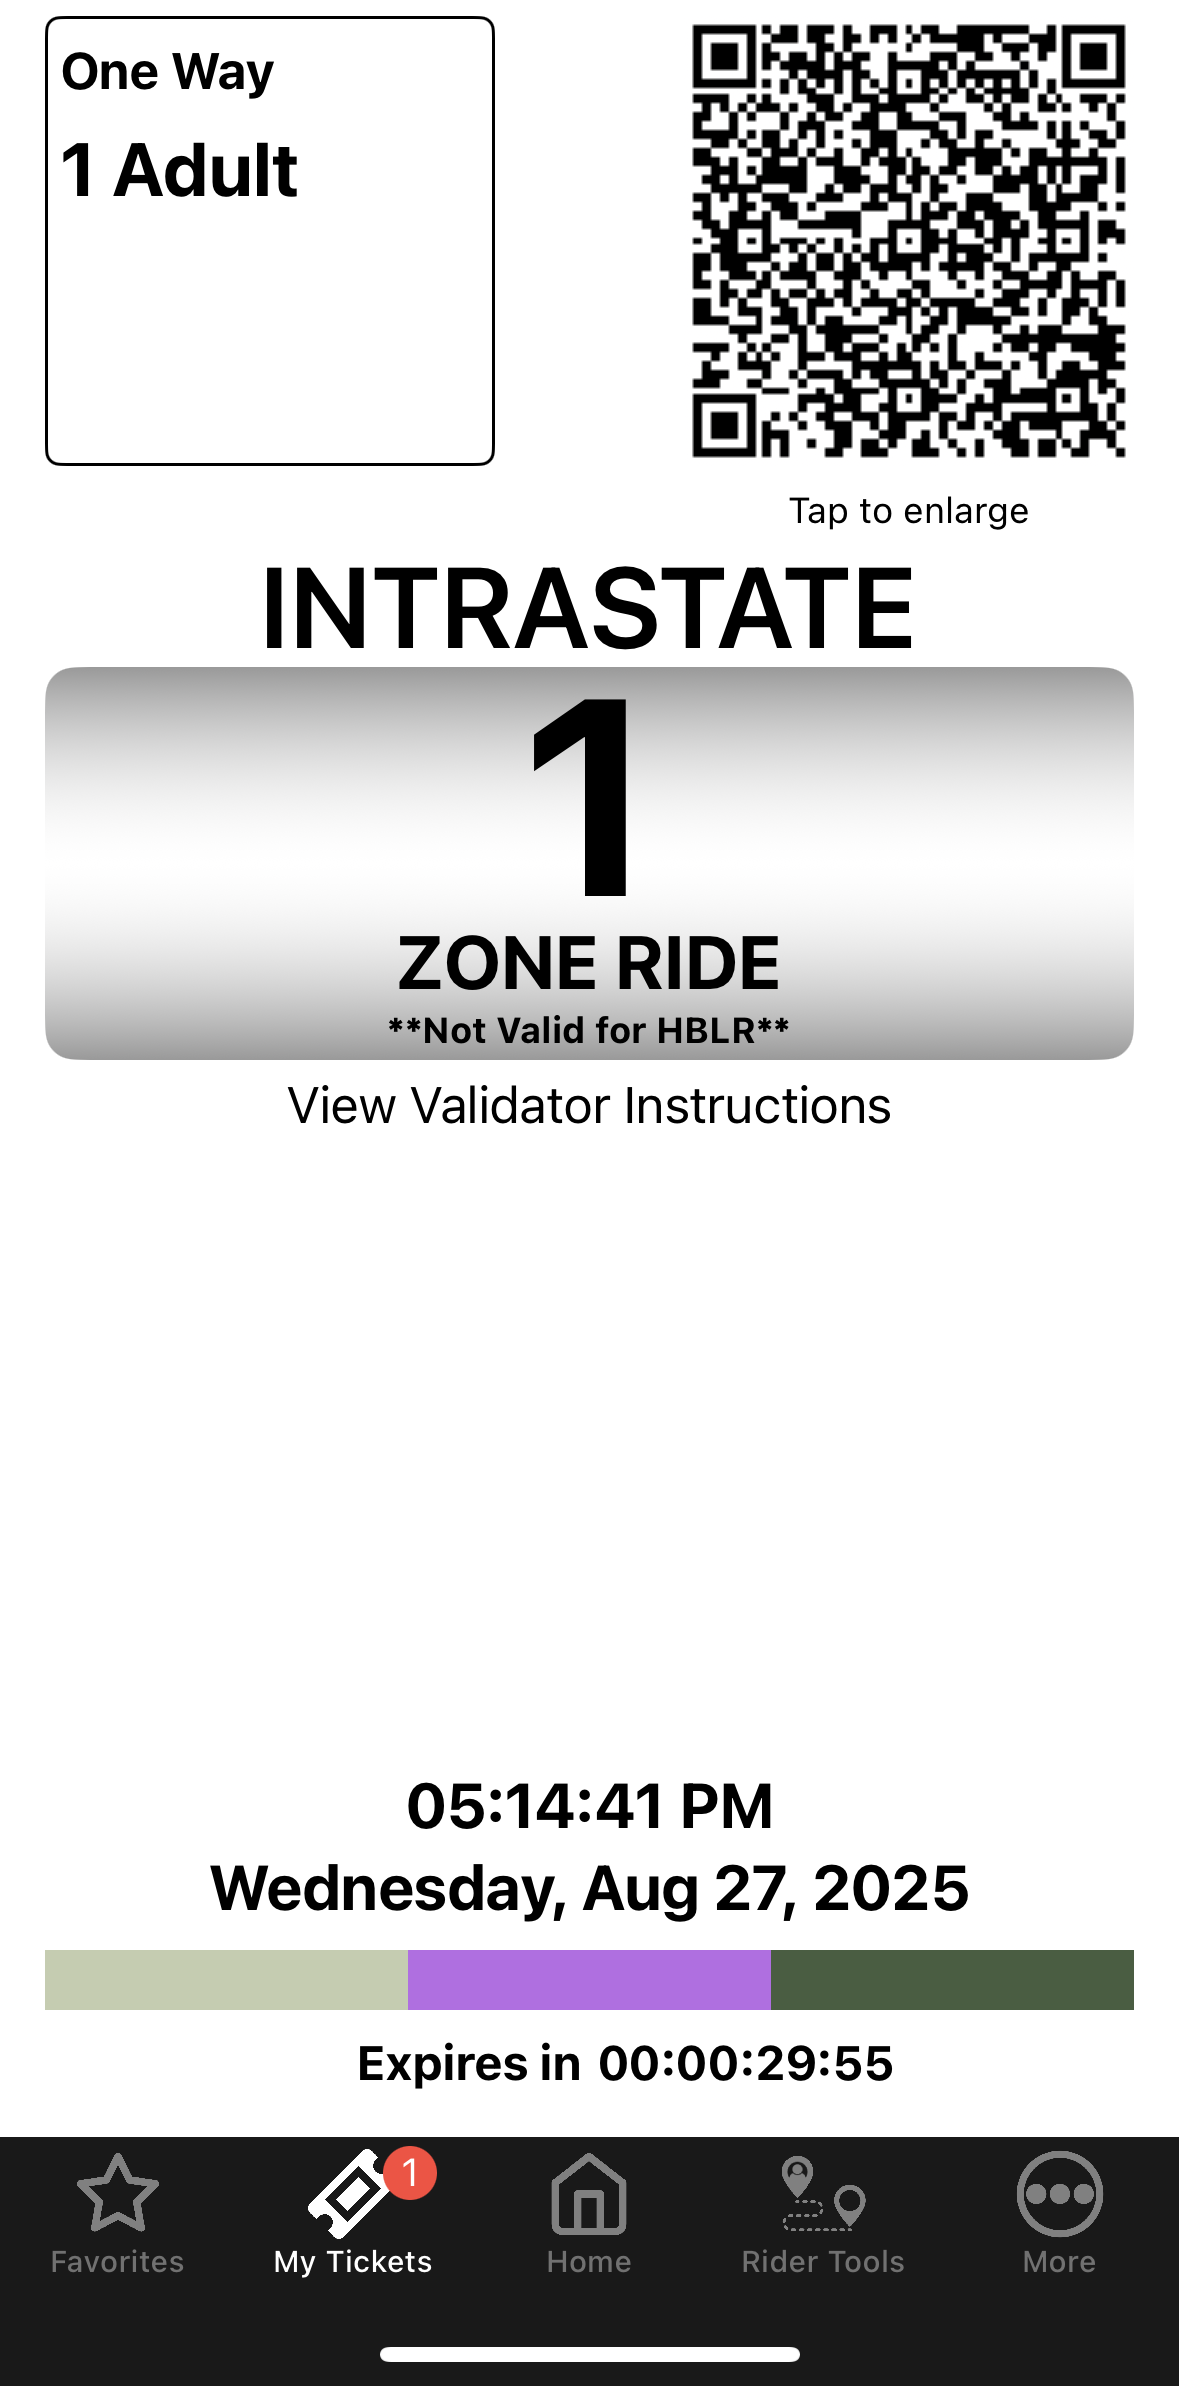 One Way
1 Adult
Tap to enlarge
INTRASTATE
1
ZONE RIDE
**Not Valid for HBLR**
View Validator Instructions
05:14:41 PM
Wednesday, Aug 27, 2025
Expires in 00:00:29:55
1
Favorites My Tickets Home Rider Tools More